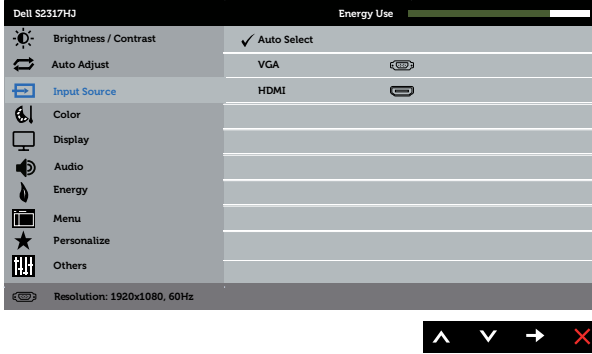 Dell S2317HJ Energy Use
Brightness / Contrast
Auto Select
Auto Adjust
VGA
Input Source
HDMI
Color
Display
Audio
Energy
Menu
Personalize
Others
Resolution: 1920x1080, 60Hz